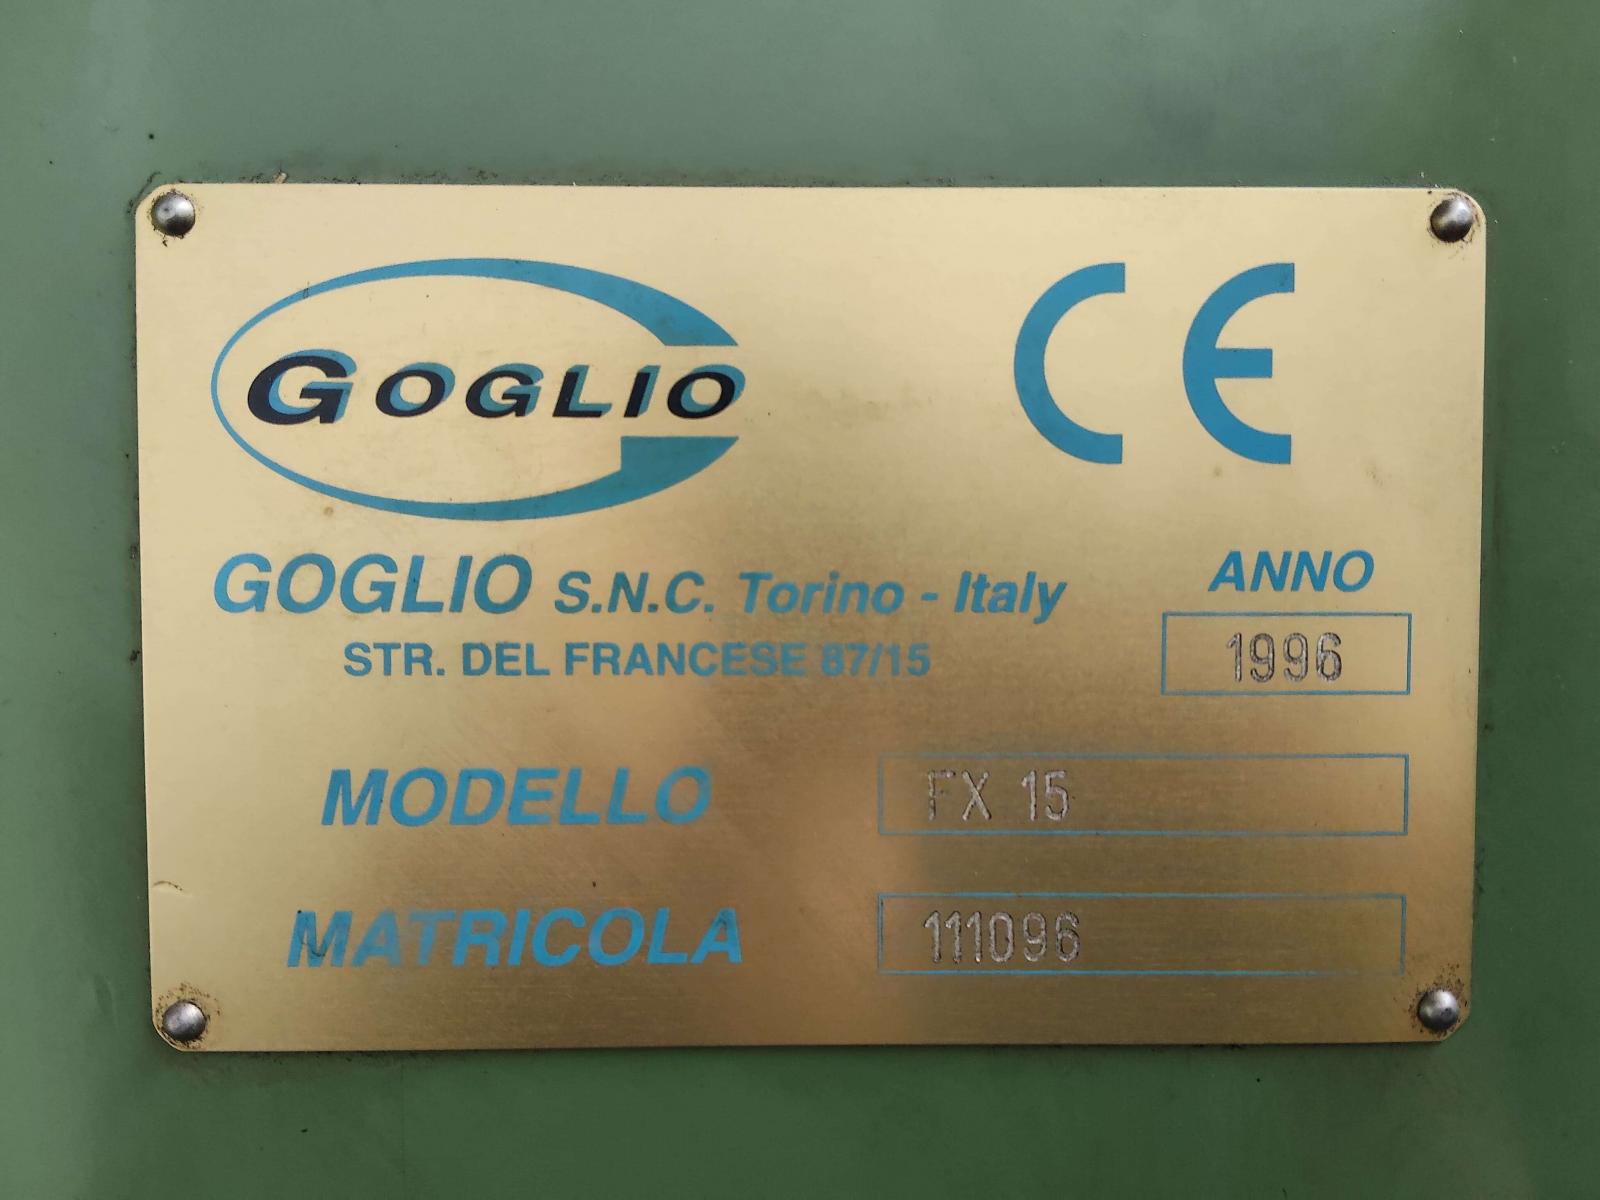 GOGLIO
CE
GOGLIO S.N.C. Torino - Italy
STR. DEL FRANCESE 87/15
ANNO
1996
MODELLO FX 15
MATRICOLA 111096